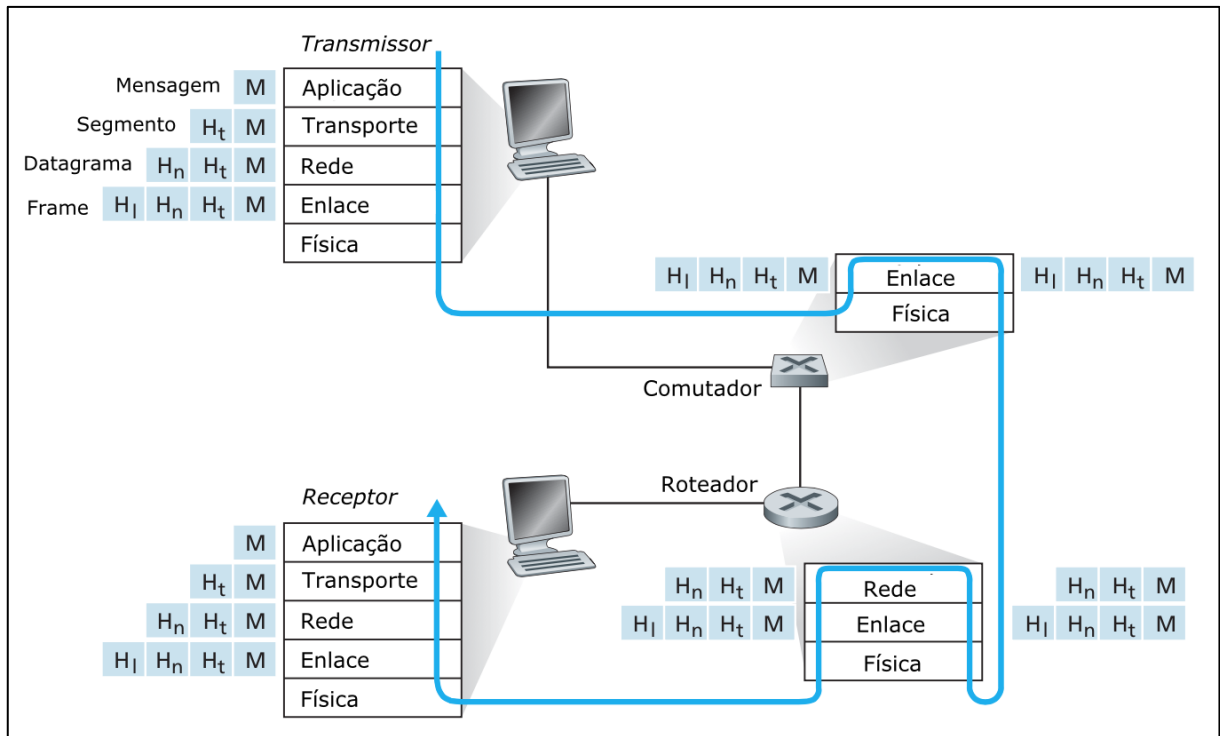 Transmissor
Mensagem M Aplicação
Segmento Ht M Transporte
Datagrama Hn Ht M Rede
Frame Hl Hn Ht M Enlace
Física
Hl Hn Ht M Enlace Hl Hn Ht M
Física
Comutador
Roteador
Receptor
M Aplicação
Ht M Transporte
Hn Ht M Rede
Hl Hn Ht M Enlace
Física
Hn Ht M Rede Hn Ht M
Hl Hn Ht M Enlace Hl Hn Ht M
Física